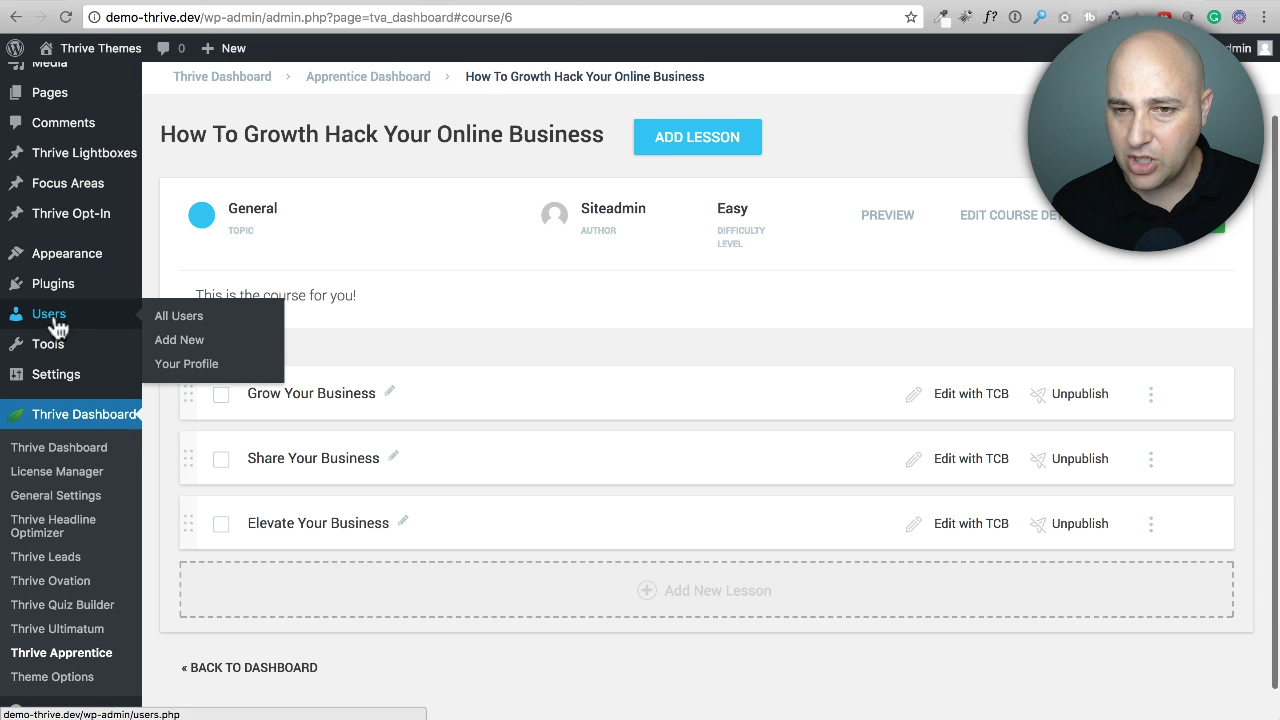 demo-thrive.dev/wp-admin/admin.php?page=tva_dashboard#course/6
Thrive Themes
0
New
Media
Pages
Comments
Thrive Lightboxes
Focus Areas
Thrive Opt-In
Appearance
Plugins
Users
Tools
Settings
Thrive Dashboard
Thrive Dashboard
License Manager
General Settings
Thrive Headline
Optimizer
Thrive Leads
Thrive Ovation
Thrive Quiz Builder
Thrive Ultimatum
Thrive Apprentice
Theme Options
All Users
Add New
Your Profile
Thrive Dashboard > Apprentice Dashboard > How To Growth Hack Your Online Business
How To Growth Hack Your Online Business
ADD LESSON
General
TOPIC
Siteadmin
AUTHOR
Easy
DIFFICULTY
LEVEL
PREVIEW
EDIT COURSE DET
This is the course for you!
Grow Your Business
Edit with TCB
Unpublish
Share Your Business
Edit with TCB
Unpublish
Elevate Your Business
Edit with TCB
Unpublish
Add New Lesson
« BACK TO DASHBOARD
demo-thrive.dev/wp-admin/users.php